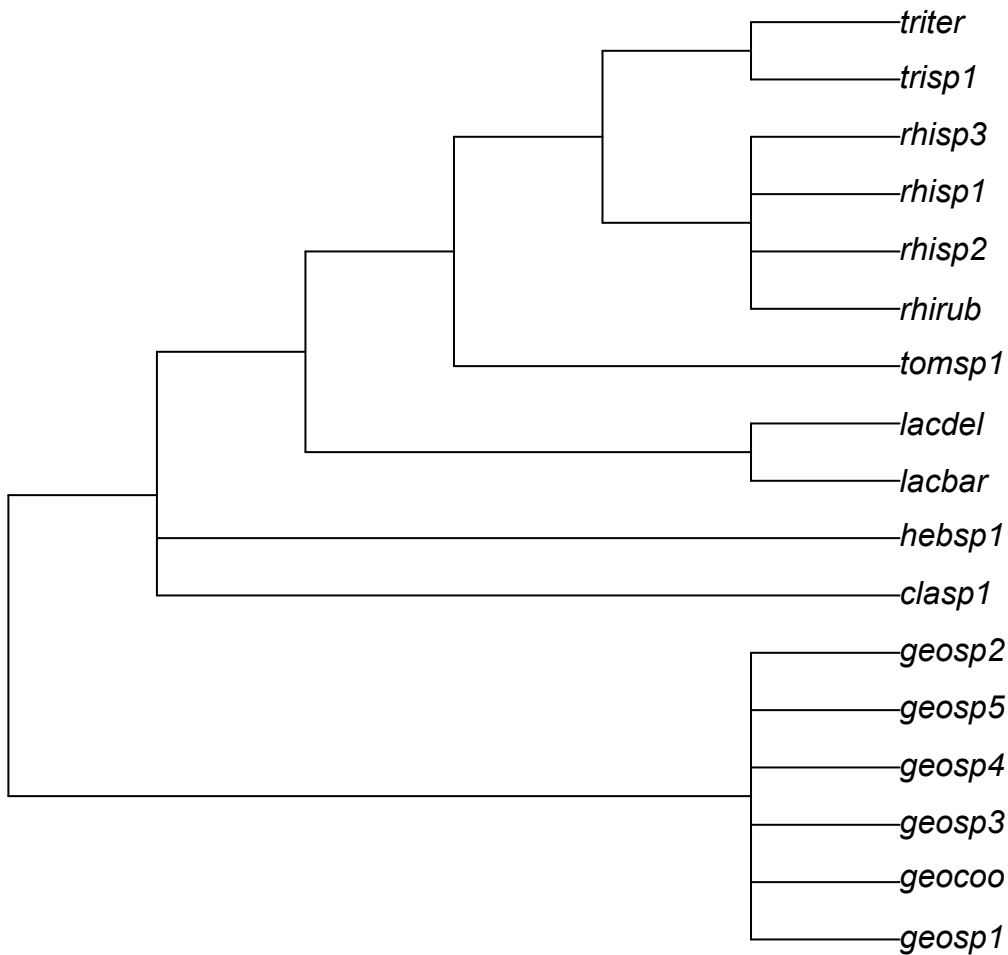 triter
trisp1
rhisp3
rhisp1
rhisp2
rhirub
tomsp1
lacdel
lacbar
hebsp1
clasp1
geosp2
geosp5
geosp4
geosp3
geocoo
geosp1